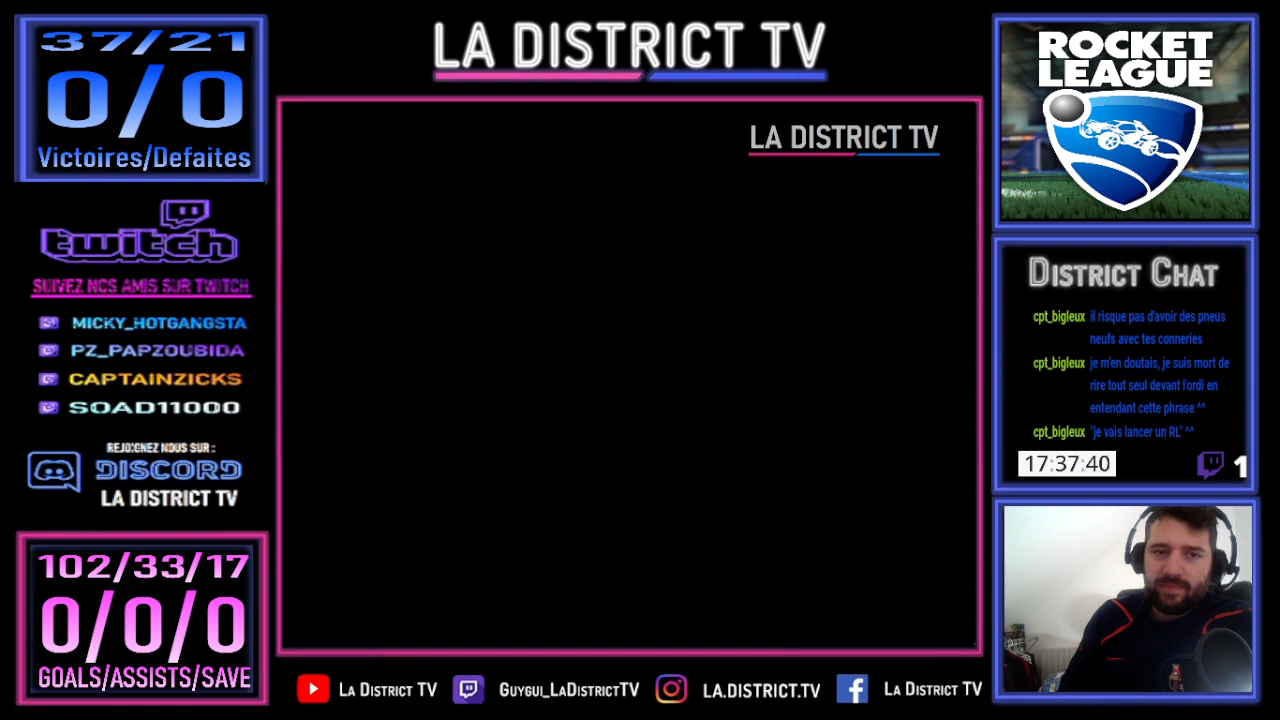 37/21
0/0
Victoires/Defaites
twitch
SUIVEZ NOS AMIS SUR TWITCH
MICKY_HOTGANGSTA
PZ_PAPZOUBIDA
CAPTAINZICKS
SOAD11000
REJOIGNEZ NOUS SUR :
DISCORD
LA DISTRICT TV
102/33/17
0/0/0
GOALS/ASSISTS/SAVE
LA DISTRICT TV
LA DISTRICT TV
La District TV
Guygui_LaDistrictTV
LA.DISTRICT.TV
La District TV
ROCKET
LEAGUE
District Chat
cpt_bigleux il risque pas d'avoir des pneus
neufs avec tes conneries
cpt_bigleux je m'en doutais, je suis mort de
rire tout seul devant l'ordi en
entendant cette phrase ^^
cpt_bigleux "je vais lancer un RL" ^^
17:37:40
1